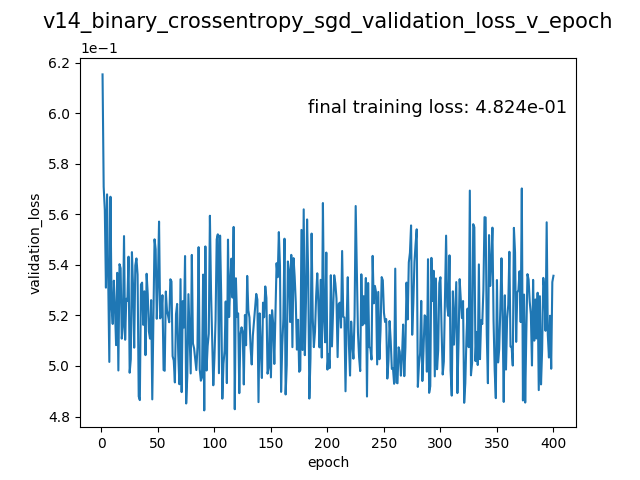 v14_binary_crossentropy_sgd_validation_loss_v_epoch
1e−1
6.2
6.0
5.8
5.6
5.4
5.2
5.0
4.8
final training loss: 4.824e-01
validation_loss
0 50 100 150 200 250 300 350 400
epoch